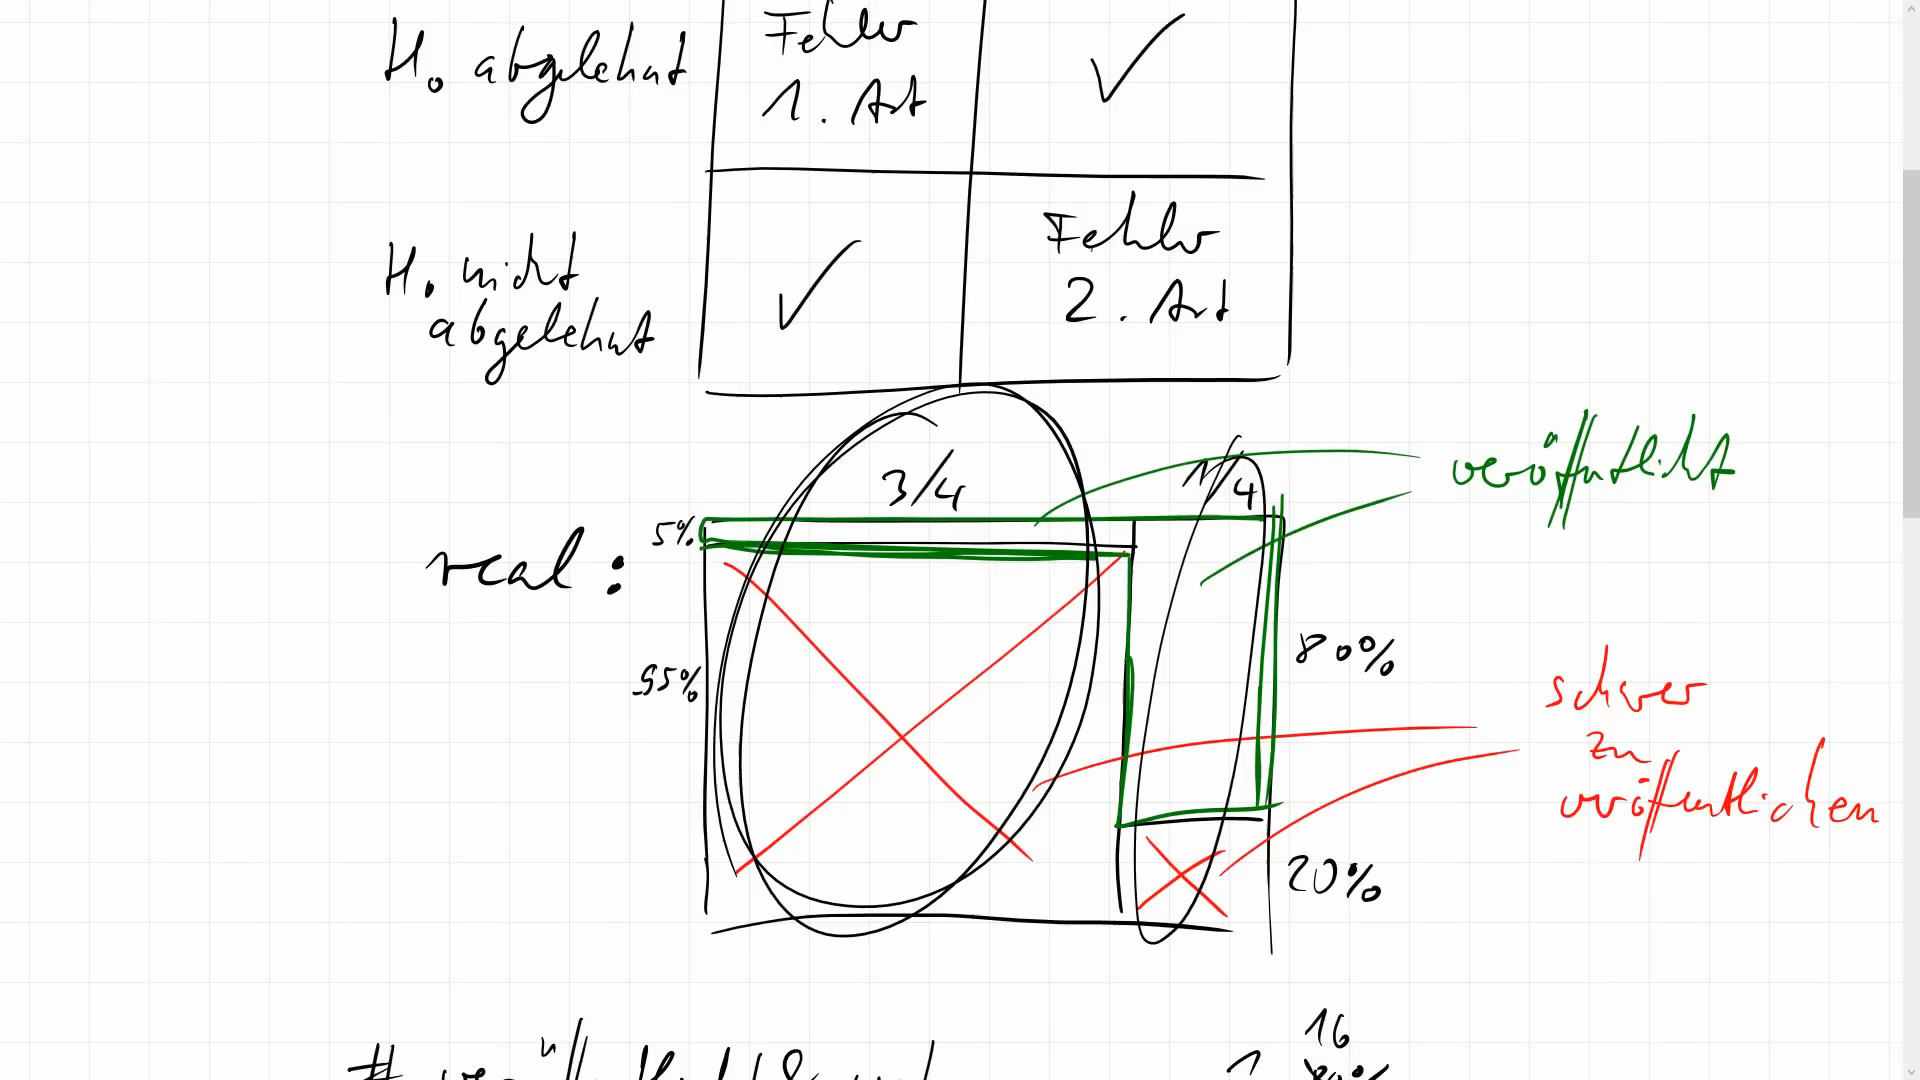 H₀ abgelehnt
Fehler
1. Art
✓
H₀ nicht
abgelehnt
✓
Fehler
2. Art
3/4
1/4
veröffentlicht
5%
real:
95%
80%
schwer
zu
veröffentlichen
20%
16